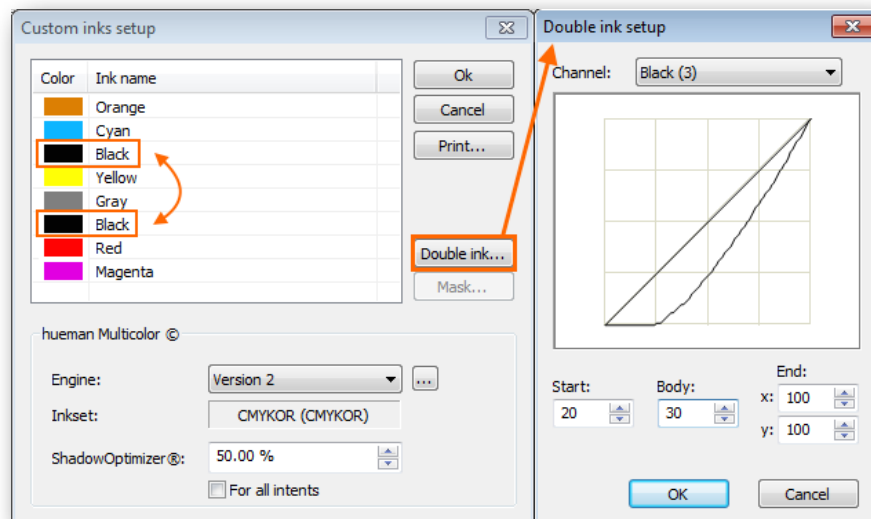 Custom inks setup
Color Ink name
Orange
Cyan
Black
Yellow
Gray
Black
Red
Magenta
Ok
Cancel
Print...
Double ink...
Mask...
hueman Multicolor ©
Engine: Version 2 ...
Inkset: CMYKOR (CMYKOR)
ShadowOptimizer®: 50.00 %
For all intents
Double ink setup
Channel: Black (3)
Start: Body: End:
20 30 x: 100
y: 100
OK Cancel